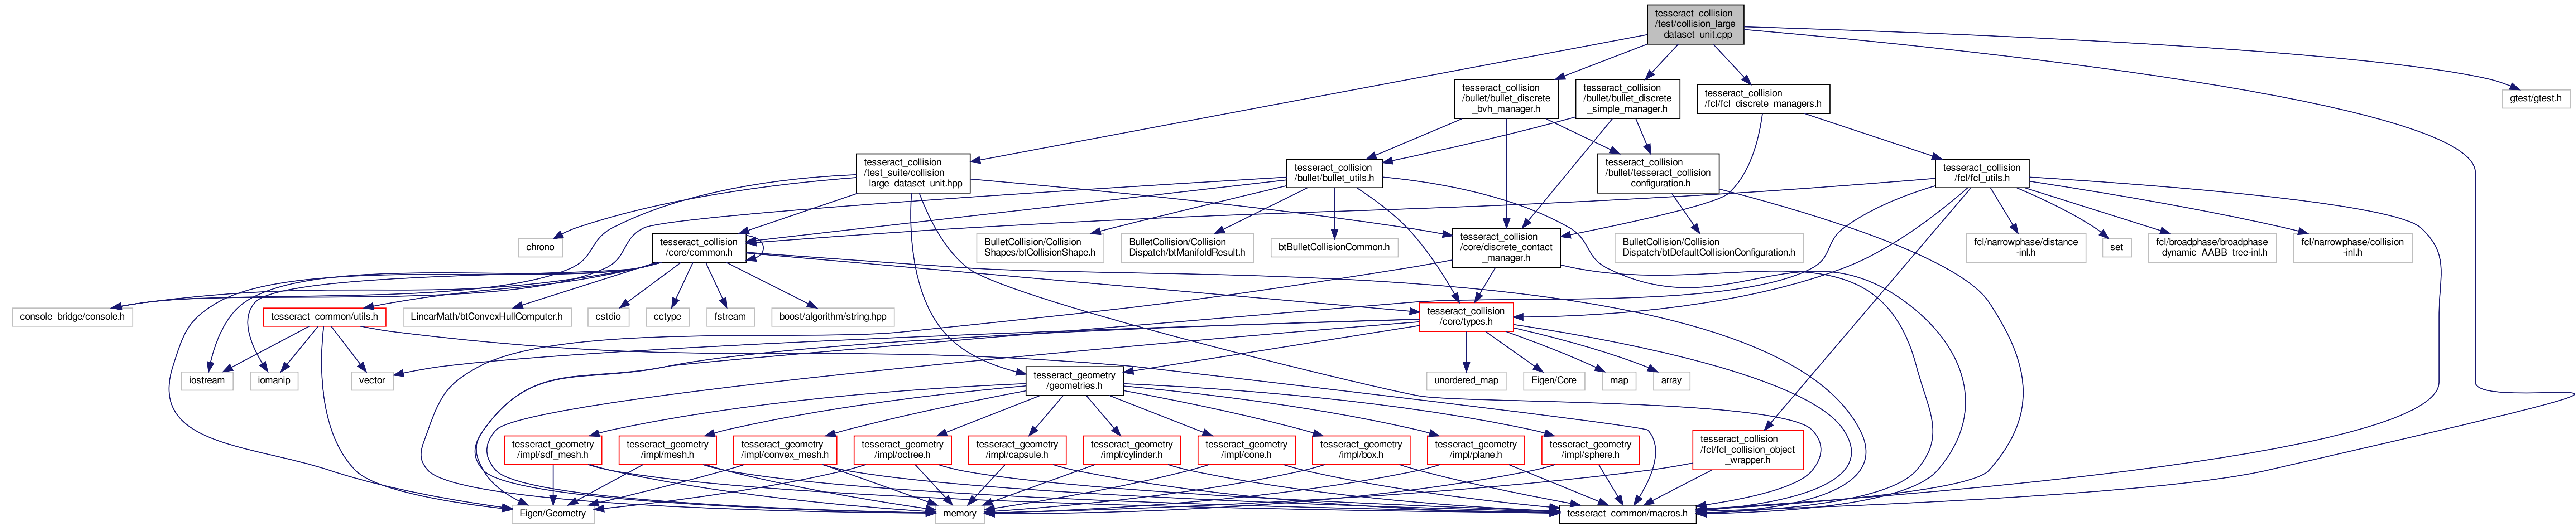 tesseract_collision
/test/collision_large
_dataset_unit.cpp
tesseract_collision
/bullet/bullet_discrete
_bvh_manager.h
tesseract_collision
/bullet/bullet_discrete
_simple_manager.h
tesseract_collision
/fcl/fcl_discrete_managers.h
gtest/gtest.h
tesseract_collision
/test_suite/collision
_large_dataset_unit.hpp
tesseract_collision
/bullet/bullet_utils.h
tesseract_collision
/bullet/tesseract_collision
_configuration.h
tesseract_collision
/fcl/fcl_utils.h
chrono
tesseract_collision
/core/common.h
BulletCollision/Collision
Shapes/btCollisionShape.h
BulletCollision/Collision
Dispatch/btManifoldResult.h
btBulletCollisionCommon.h
tesseract_collision
/core/discrete_contact
_manager.h
BulletCollision/Collision
Dispatch/btDefaultCollisionConfiguration.h
fcl/narrowphase/distance
-inl.h
set
fcl/broadphase/broadphase
_dynamic_AABB_tree-inl.h
fcl/narrowphase/collision
-inl.h
console_bridge/console.h
tesseract_common/utils.h
LinearMath/btConvexHullComputer.h
cstdio
cctype
fstream
boost/algorithm/string.hpp
tesseract_collision
/core/types.h
iostream
iomanip
vector
tesseract_geometry
/geometries.h
unordered_map
Eigen/Core
map
array
tesseract_geometry
/impl/sdf_mesh.h
tesseract_geometry
/impl/mesh.h
tesseract_geometry
/impl/convex_mesh.h
tesseract_geometry
/impl/octree.h
tesseract_geometry
/impl/capsule.h
tesseract_geometry
/impl/cylinder.h
tesseract_geometry
/impl/cone.h
tesseract_geometry
/impl/box.h
tesseract_geometry
/impl/plane.h
tesseract_geometry
/impl/sphere.h
tesseract_collision
/fcl/fcl_collision_object
_wrapper.h
Eigen/Geometry
memory
tesseract_common/macros.h